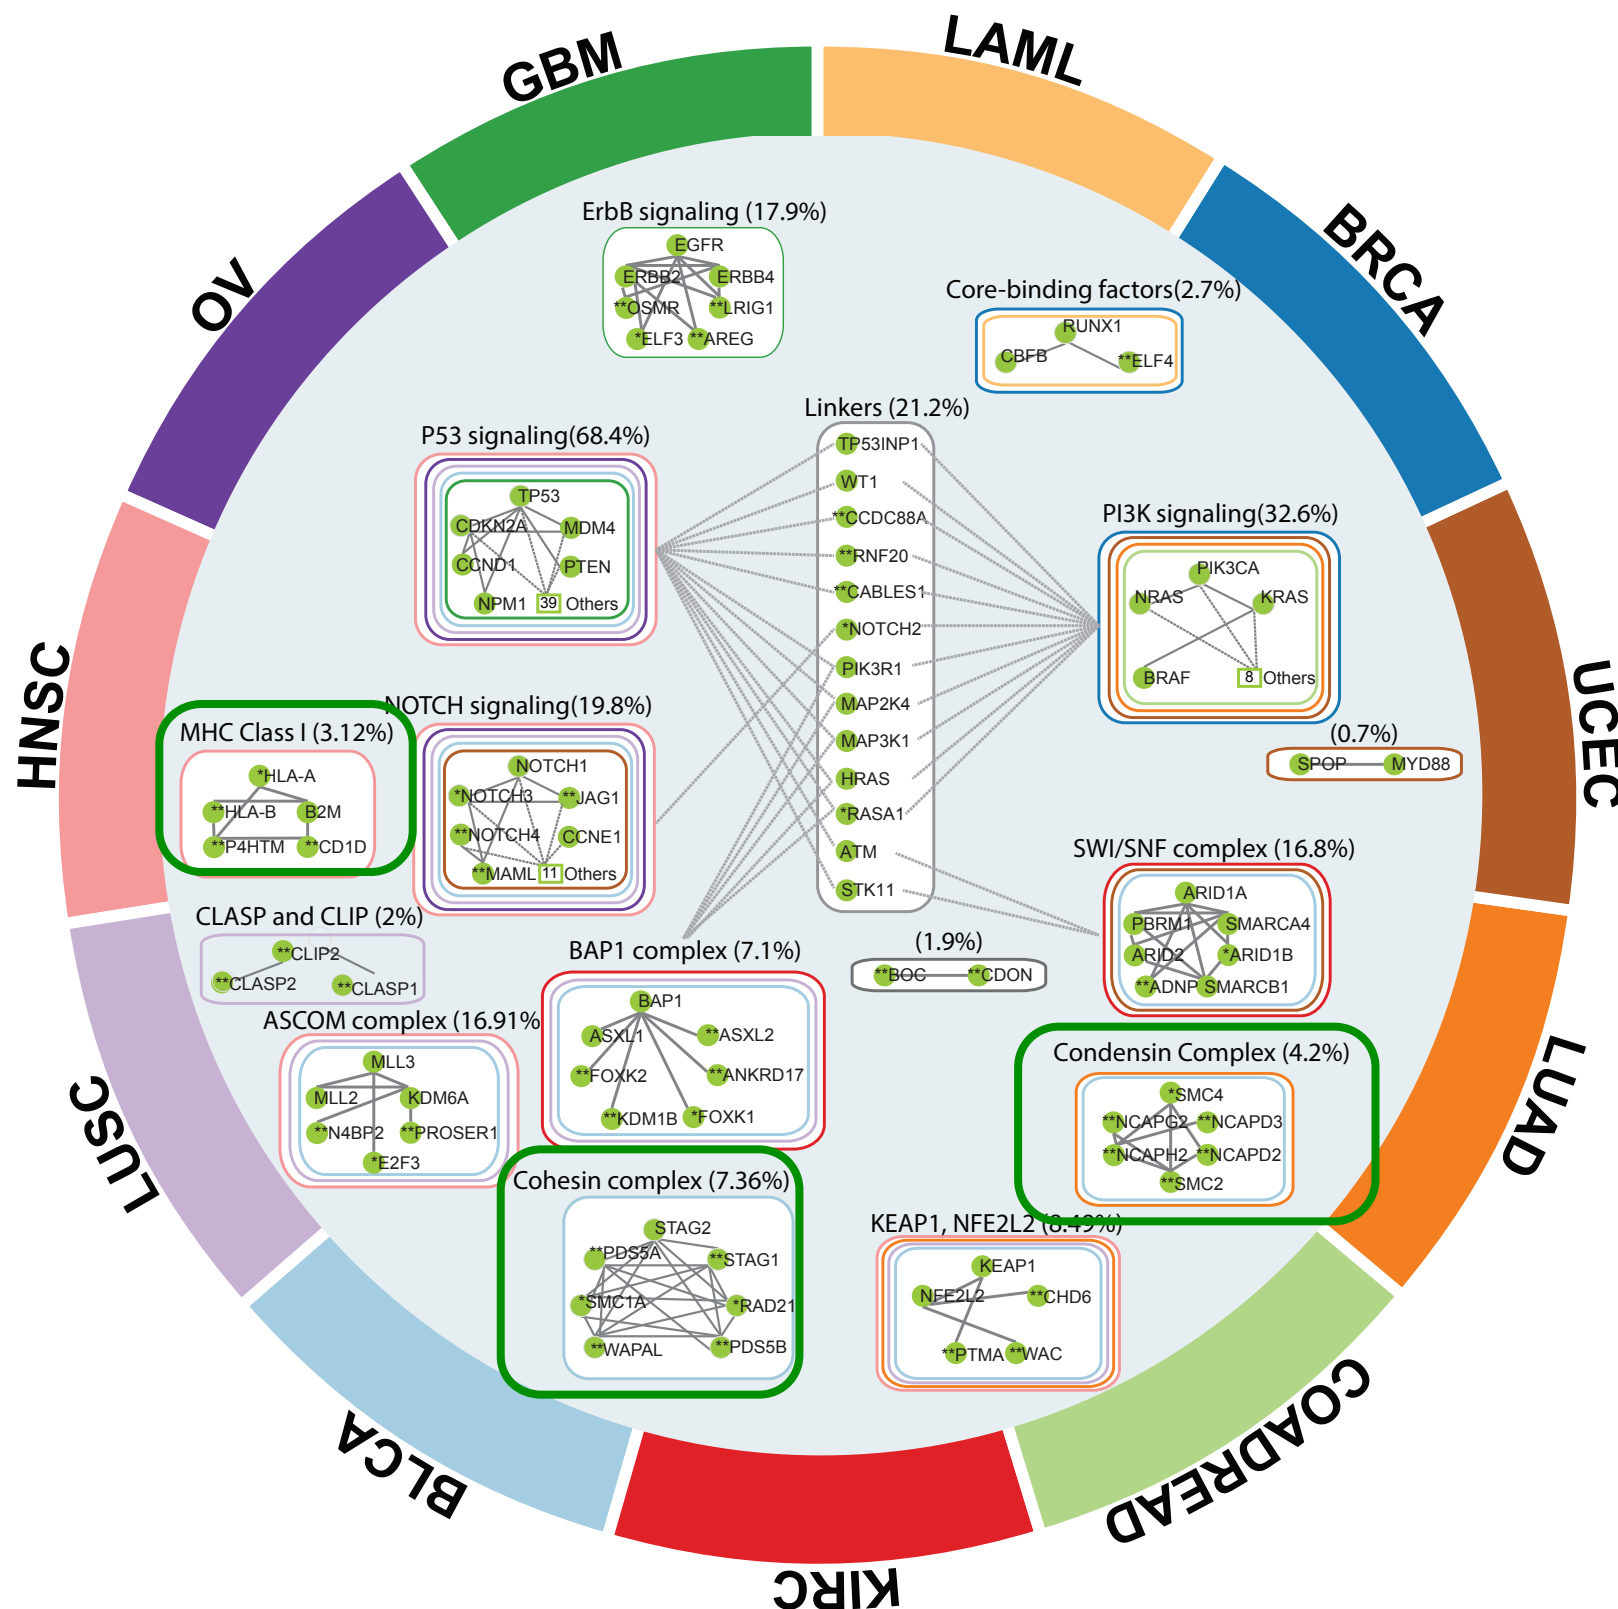 GBM
LAML
BRCA
OV
UCEC
HNSC
LUAD
LUSC
COADREAD
BLCA
KIRC
ErbB signaling (17.9%)
EGFR
ERBB2
ERBB4
**OSMR
**LRIG1
*ELF3
**AREG
Core-binding factors(2.7%)
RUNX1
CBFB
**ELF4
Linkers (21.2%)
TP53INP1
WT1
**CCDC88A
**RNF20
**CABLES1
*NOTCH2
PIK3R1
MAP2K4
MAP3K1
HRAS
*RASA1
ATM
STK11
P53 signaling(68.4%)
TP53
CDKN2A
MDM4
CCND1
PTEN
NPM1
39 Others
PI3K signaling(32.6%)
PIK3CA
NRAS
KRAS
BRAF
8 Others
(0.7%)
SPOP
MYD88
MHC Class I (3.12%)
*HLA-A
**HLA-B
B2M
**P4HTM
**CD1D
NOTCH signaling(19.8%)
NOTCH1
*NOTCH3
**JAG1
**NOTCH4
CCNE1
**MAML
11 Others
SWI/SNF complex (16.8%)
ARID1A
PBRM1
SMARCA4
ARID2
*ARID1B
**ADNP
SMARCB1
CLASP and CLIP (2%)
**CLIP2
**CLASP2
**CLASP1
BAP1 complex (7.1%)
BAP1
ASXL1
**ASXL2
**FOXK2
**ANKRD17
**KDM1B
*FOXK1
(1.9%)
**BOC
**CDON
ASCOM complex (16.91%
MLL3
MLL2
KDM6A
**N4BP2
**PROSER1
*E2F3
Condensin Complex (4.2%)
*SMC4
**NCAPG2
**NCAPD3
**NCAPH2
**NCAPD2
**SMC2
Cohesin complex (7.36%)
STAG2
**PDS5A
**STAG1
*SMC1A
*RAD21
**WAPAL
**PDS5B
KEAP1, NFE2L2 (8.49%)
KEAP1
NFE2L2
**CHD6
**PTMA
**WAC